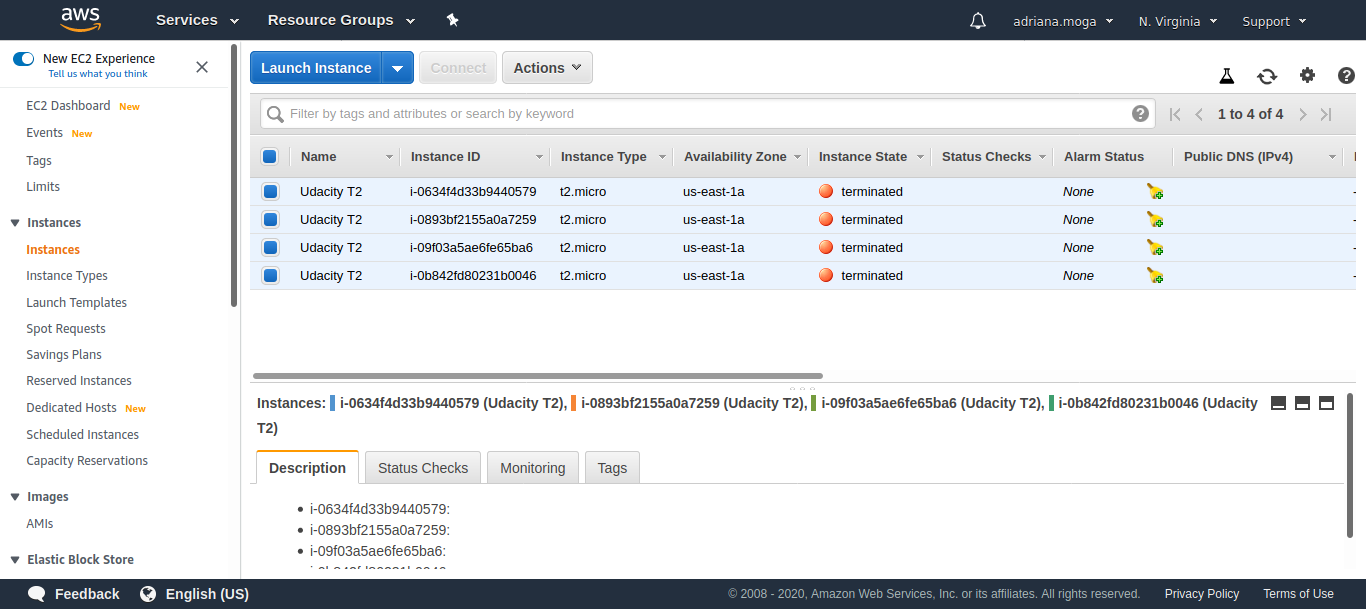 aws Services Resource Groups adriana.moga N. Virginia Support
New EC2 Experience
Tell us what you think
EC2 Dashboard New
Events New
Tags
Limits
Instances
Instances
Instance Types
Launch Templates
Spot Requests
Savings Plans
Reserved Instances
Dedicated Hosts New
Scheduled Instances
Capacity Reservations
Images
AMIs
Elastic Block Store
Launch Instance Connect Actions
Filter by tags and attributes or search by keyword 1 to 4 of 4
Name Instance ID Instance Type Availability Zone Instance State Status Checks Alarm Status Public DNS (IPv4)
Udacity T2 i-0634f4d33b9440579 t2.micro us-east-1a terminated None
Udacity T2 i-0893bf2155a0a7259 t2.micro us-east-1a terminated None
Udacity T2 i-09f03a5ae6fe65ba6 t2.micro us-east-1a terminated None
Udacity T2 i-0b842fd80231b0046 t2.micro us-east-1a terminated None
Instances: i-0634f4d33b9440579 (Udacity T2), i-0893bf2155a0a7259 (Udacity T2), i-09f03a5ae6fe65ba6 (Udacity T2), i-0b842fd80231b0046 (Udacity
T2)
Description Status Checks Monitoring Tags
• i-0634f4d33b9440579:
• i-0893bf2155a0a7259:
• i-09f03a5ae6fe65ba6:
Feedback English (US) © 2008 - 2020, Amazon Web Services, Inc. or its affiliates. All rights reserved. Privacy Policy Terms of Use